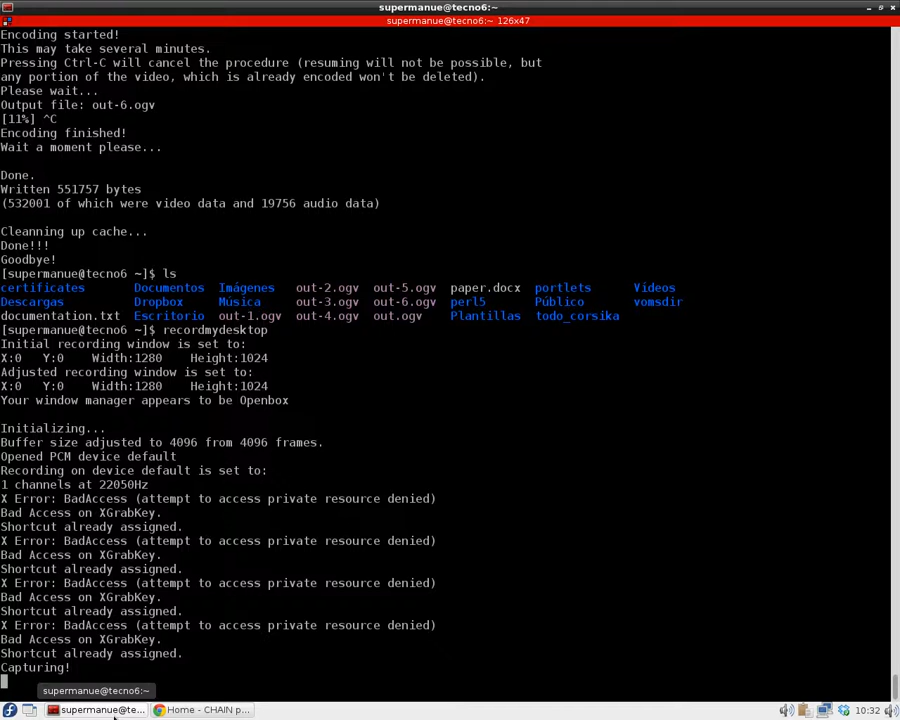 supermanue@tecno6:~
supermanue@tecno6:~ 126x47
Encoding started!
This may take several minutes.
Pressing Ctrl-C will cancel the procedure (resuming will not be possible, but
any portion of the video, which is already encoded won't be deleted).
Please wait...
Output file: out-6.ogv
[11%] ^C
Encoding finished!
Wait a moment please...
Done.
Written 551757 bytes
(532001 of which were video data and 19756 audio data)
Cleanning up cache...
Done!!!
Goodbye!
[supermanue@tecno6 ~]$ ls
certificates Documentos Imágenes out-2.ogv out-5.ogv paper.docx portlets Vídeos
Descargas Dropbox Música out-3.ogv out-6.ogv perl5 Público vomsdir
documentation.txt Escritorio out-1.ogv out-4.ogv out.ogv Plantillas todo_corsika
[supermanue@tecno6 ~]$ recordmydesktop
Initial recording window is set to:
X:0 Y:0 Width:1280 Height:1024
Adjusted recording window is set to:
X:0 Y:0 Width:1280 Height:1024
Your window manager appears to be Openbox
Initializing...
Buffer size adjusted to 4096 from 4096 frames.
Opened PCM device default
Recording on device default is set to:
1 channels at 22050Hz
X Error: BadAccess (attempt to access private resource denied)
Bad Access on XGrabKey.
Shortcut already assigned.
X Error: BadAccess (attempt to access private resource denied)
Bad Access on XGrabKey.
Shortcut already assigned.
X Error: BadAccess (attempt to access private resource denied)
Bad Access on XGrabKey.
Shortcut already assigned.
X Error: BadAccess (attempt to access private resource denied)
Bad Access on XGrabKey.
Shortcut already assigned.
Capturing!
supermanue@tecno6:~
supermanue@te... Home - CHAIN p... 10:32